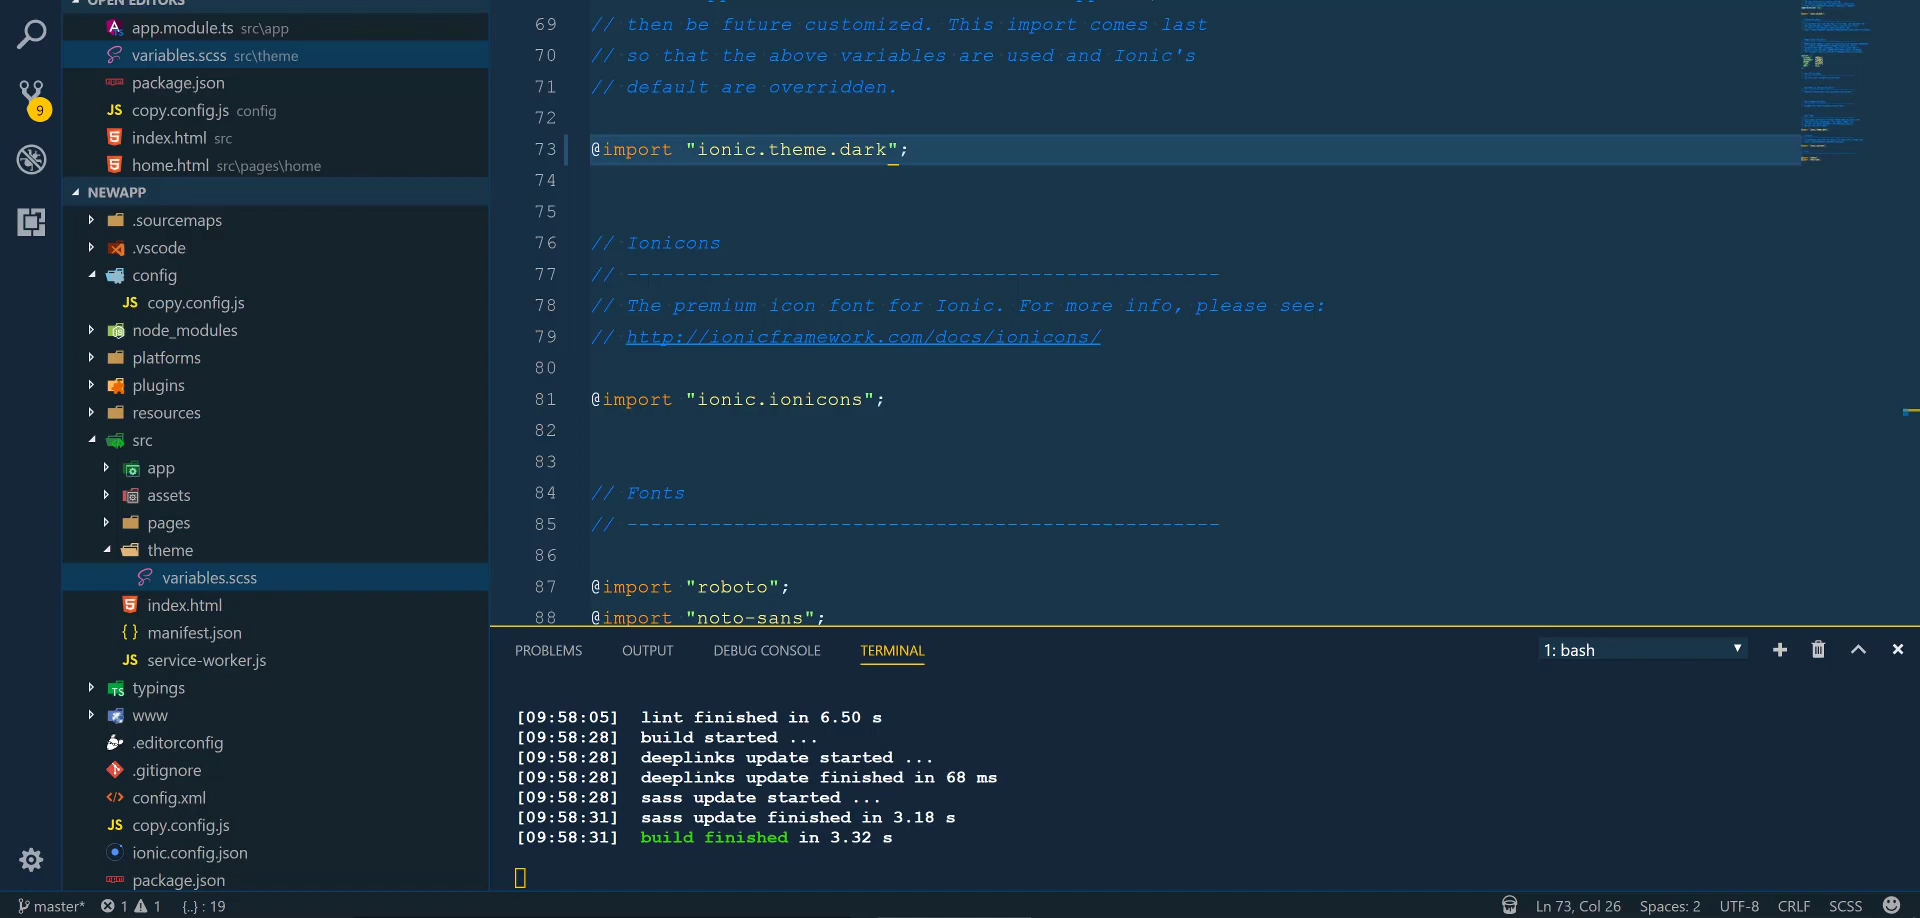 OPEN EDITORS
app.module.ts src\app
variables.scss src\theme
package.json
JS copy.config.js config
index.html src
home.html src\pages\home
9
NEWAPP
.sourcemaps
.vscode
config
JS copy.config.js
node_modules
platforms
plugins
resources
src
app
assets
pages
theme
variables.scss
index.html
{ } manifest.json
JS service-worker.js
TS typings
www
.editorconfig
.gitignore
</> config.xml
JS copy.config.js
ionic.config.json
package.json
69 // then be future customized. This import comes last
70 // so that the above variables are used and Ionic's
71 // default are overridden.
72
73 @import "ionic.theme.dark";
74
75
76 // Ionicons
77 // --------------------------------------------------
78 // The premium icon font for Ionic. For more info, please see:
79 // http://ionicframework.com/docs/ionicons/
80
81 @import "ionic.ionicons";
82
83
84 // Fonts
85 // --------------------------------------------------
86
87 @import "roboto";
88 @import "noto-sans";
PROBLEMS OUTPUT DEBUG CONSOLE TERMINAL 1: bash
[09:58:05] lint finished in 6.50 s
[09:58:28] build started ...
[09:58:28] deeplinks update started ...
[09:58:28] deeplinks update finished in 68 ms
[09:58:28] sass update started ...
[09:58:31] sass update finished in 3.18 s
[09:58:31] build finished in 3.32 s
master* 1 1 {..} : 19 Ln 73, Col 26 Spaces: 2 UTF-8 CRLF SCSS